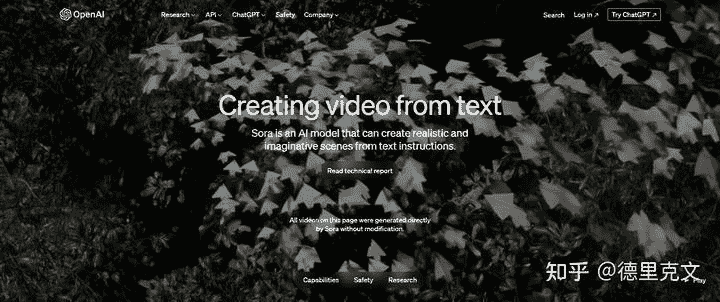 OpenAI
Research API ChatGPT Safety Company Search Log in ↗ Try ChatGPT ↗
Creating video from text
Sora is an AI model that can create realistic and
imaginative scenes from text instructions.
Read technical report
All videos on this page were generated directly
by Sora without modification.
Capabilities Safety Research
Play
知乎 @德里克文